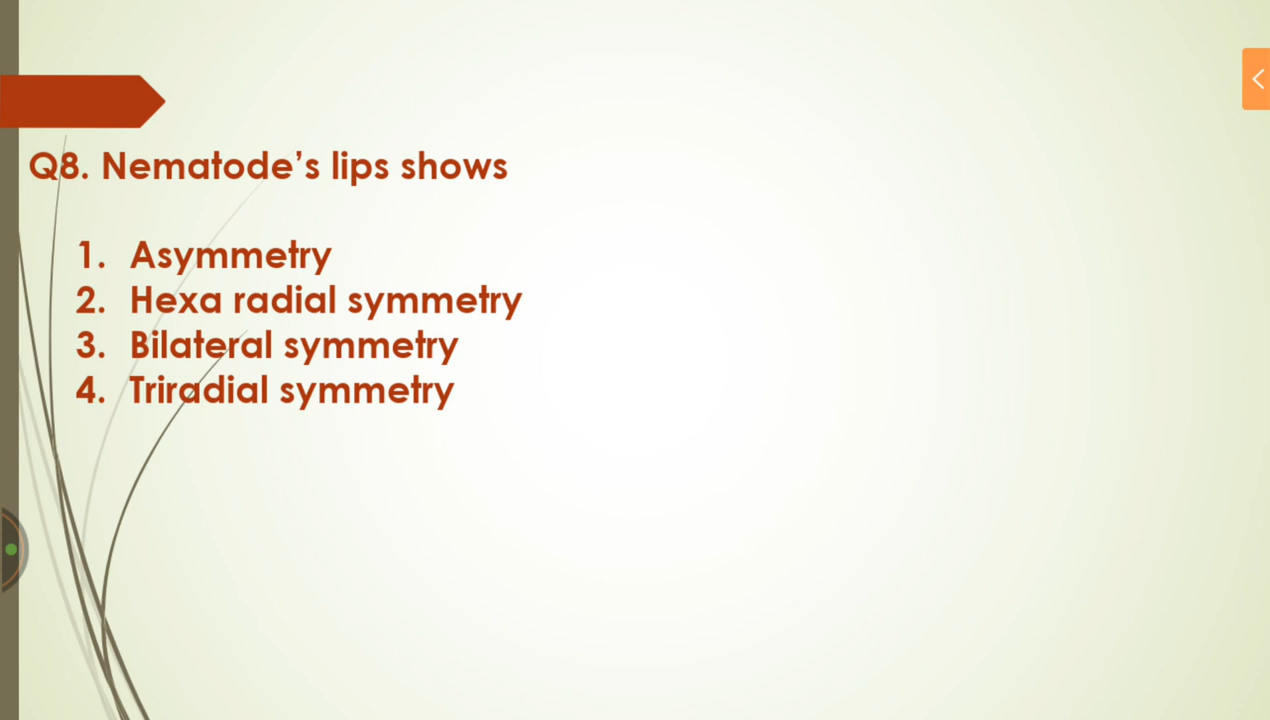 Q8. Nematode’s lips shows
1. Asymmetry
2. Hexa radial symmetry
3. Bilateral symmetry
4. Triradial symmetry